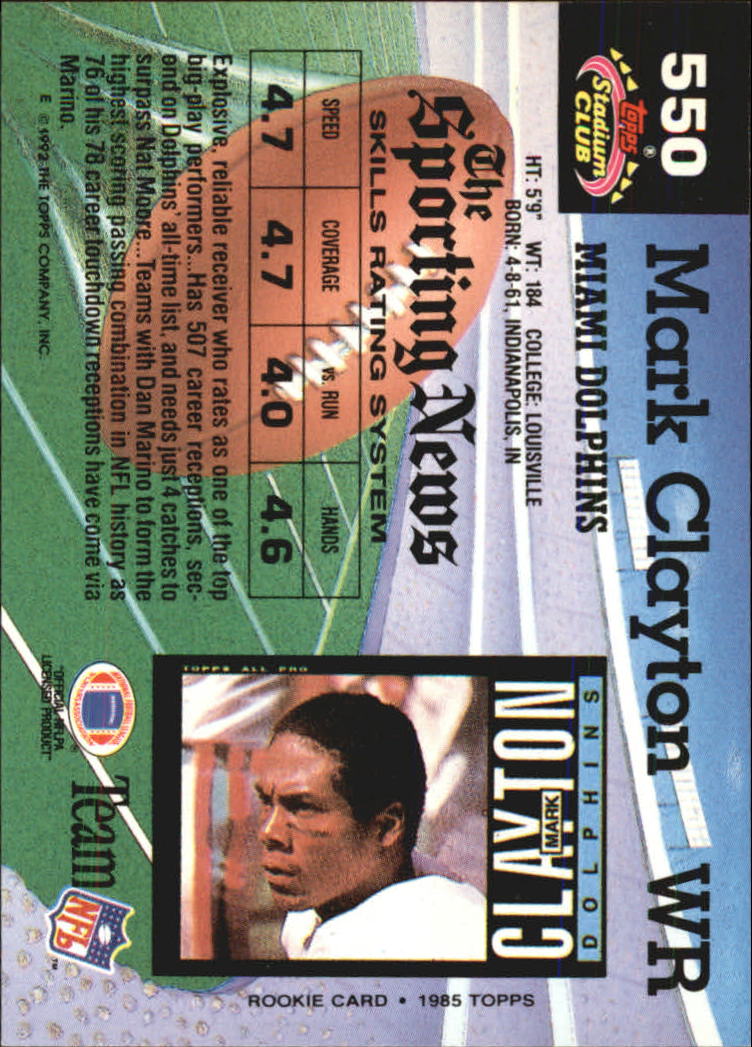 550
topps®
Stadium
CLUB
Mark Clayton WR
MIAMI DOLPHINS
HT: 5'9" WT: 184 COLLEGE: LOUISVILLE
BORN: 4-8-61, INDIANAPOLIS, IN
The
Sporting News
SKILLS RATING SYSTEM
SPEED COVERAGE vs. RUN HANDS
4.7 4.7 4.0 4.6
Explosive, reliable receiver who rates as one of the top
big-play performers...Has 507 career receptions, sec-
ond on Dolphins' all-time list, and needs just 4 catches to
surpass Nat Moore...Teams with Dan Marino to form the
highest scoring passing combination in NFL history as
76 of his 78 career touchdown receptions have come via
Marino.
E ©1992 THE TOPPS COMPANY, INC.
DOLPHINS
CLAYTON
MARK
TOPPS ALL PRO
ROOKIE CARD • 1985 TOPPS
®
"OFFICIAL NFLPA
LICENSED PRODUCT"
Team
NFL
™